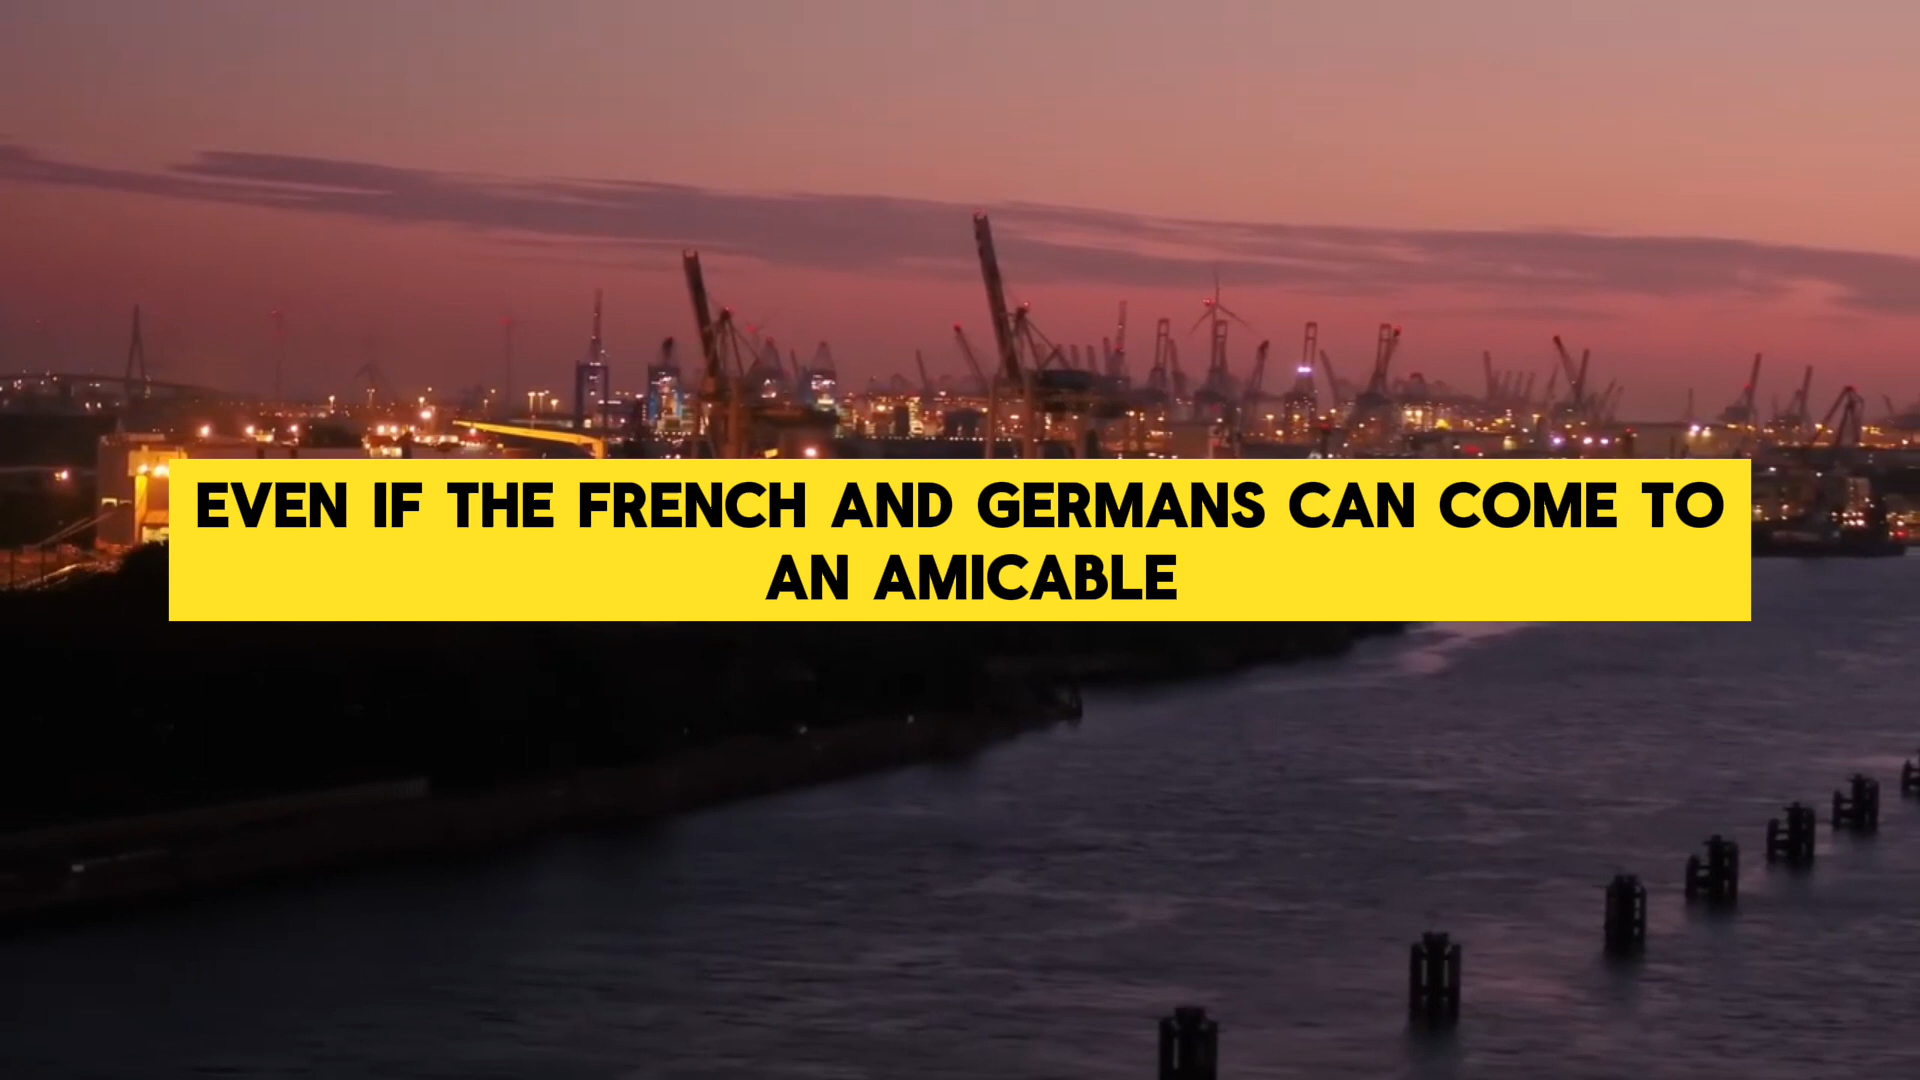 EVEN IF THE FRENCH AND GERMANS CAN COME TO
AN AMICABLE